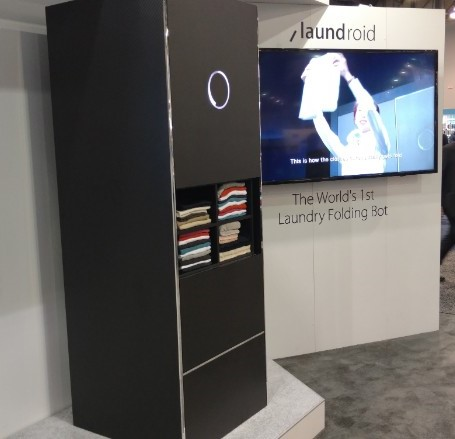 laundroid
This is how the
The World's 1st
Laundry Folding Bot